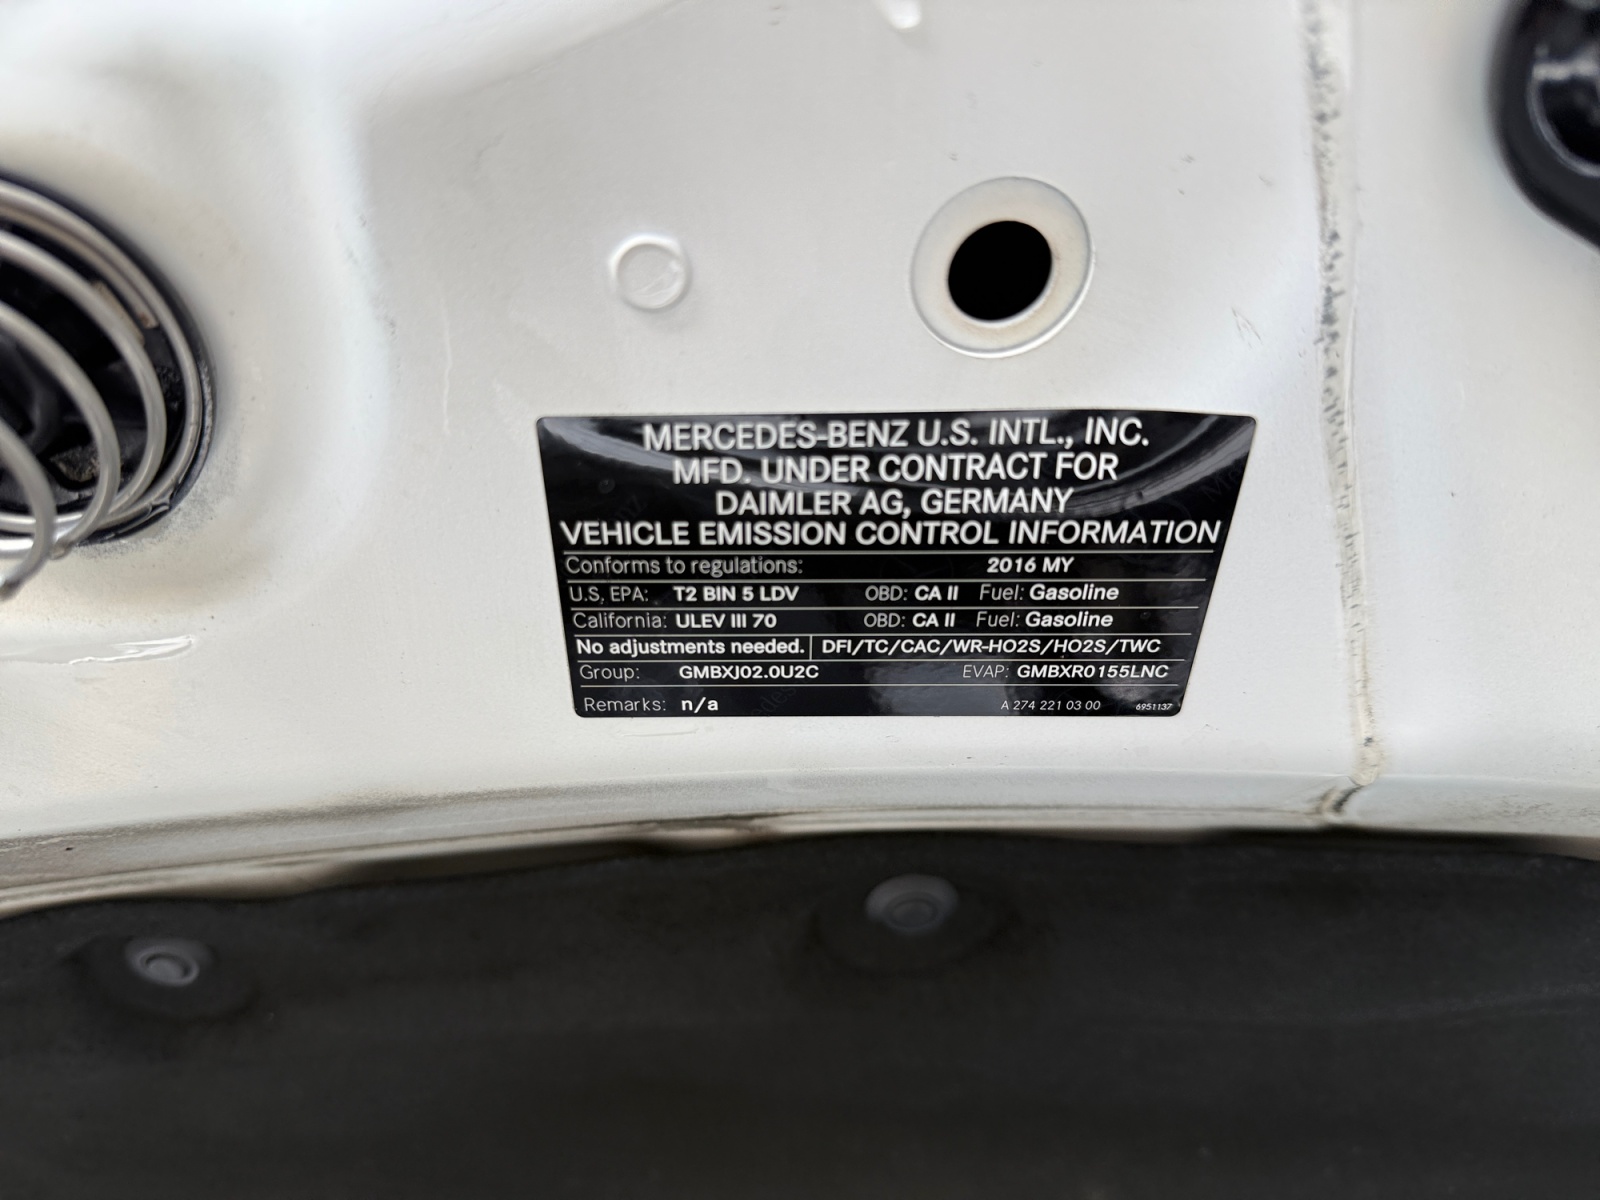 MERCEDES-BENZ U.S. INTL., INC.
MFD. UNDER CONTRACT FOR
DAIMLER AG, GERMANY
VEHICLE EMISSION CONTROL INFORMATION
Conforms to regulations: 2016 MY
U.S. EPA: T2 BIN 5 LDV OBD: CA II Fuel: Gasoline
California: ULEV III 70 OBD: CA II Fuel: Gasoline
No adjustments needed. DFI/TC/CAC/WR-HO2S/HO2S/TWC
Group: GMBXJ02.0U2C EVAP: GMBXR0155LNC
Remarks: n/a A 274 221 03 00 6951137